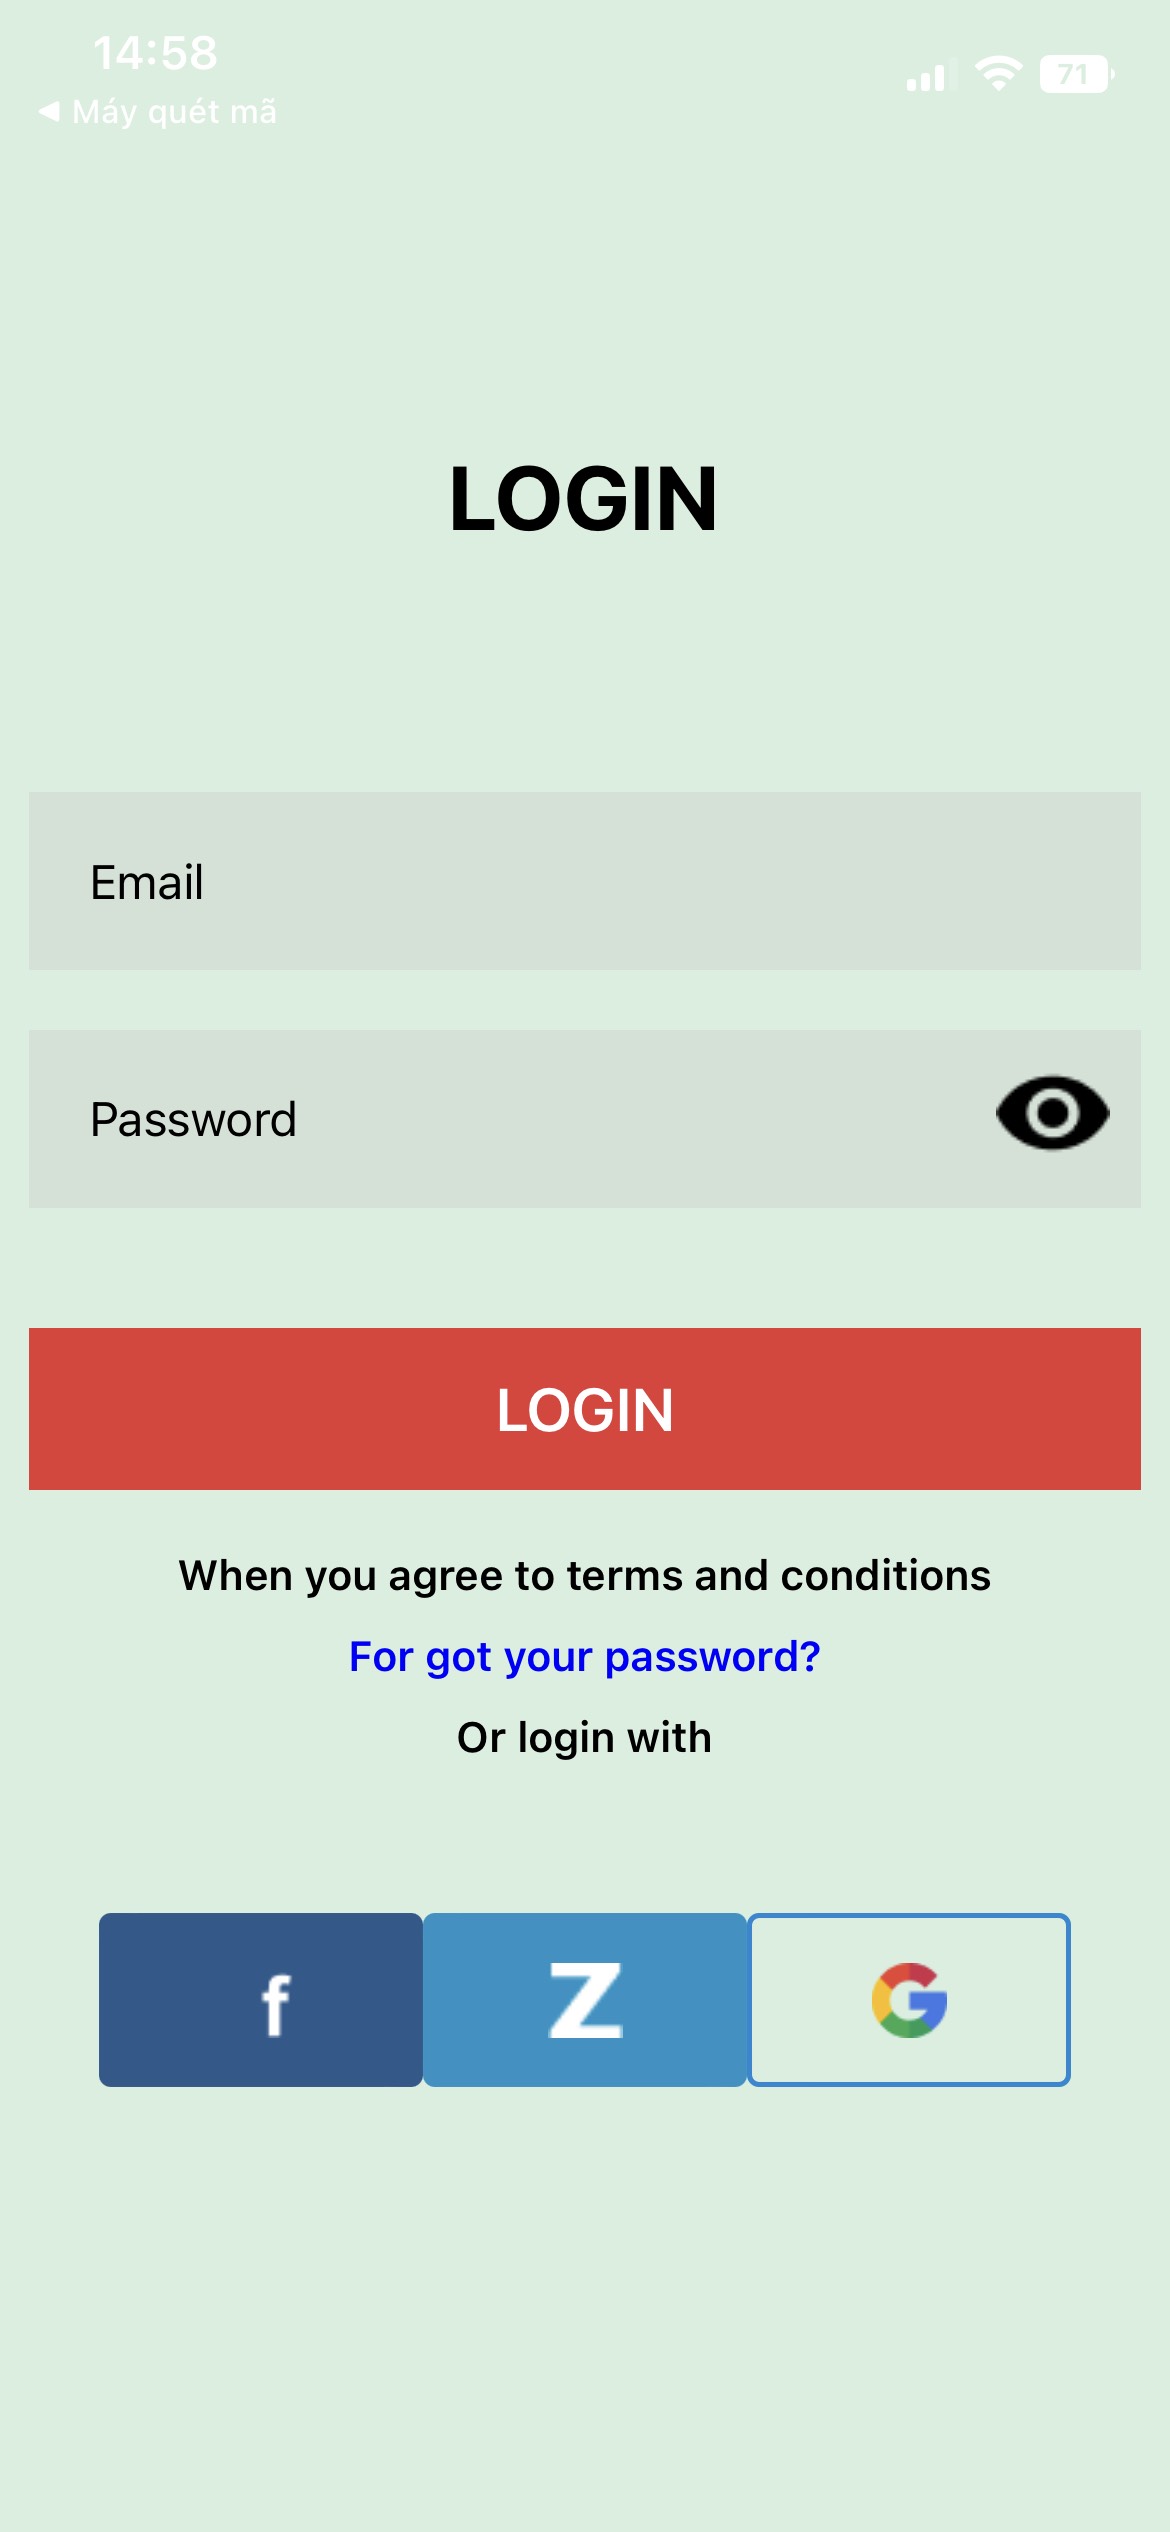 14:58
71
◀ Máy quét mã
LOGIN
Email
Password
LOGIN
When you agree to terms and conditions
For got your password?
Or login with
f
Z
G